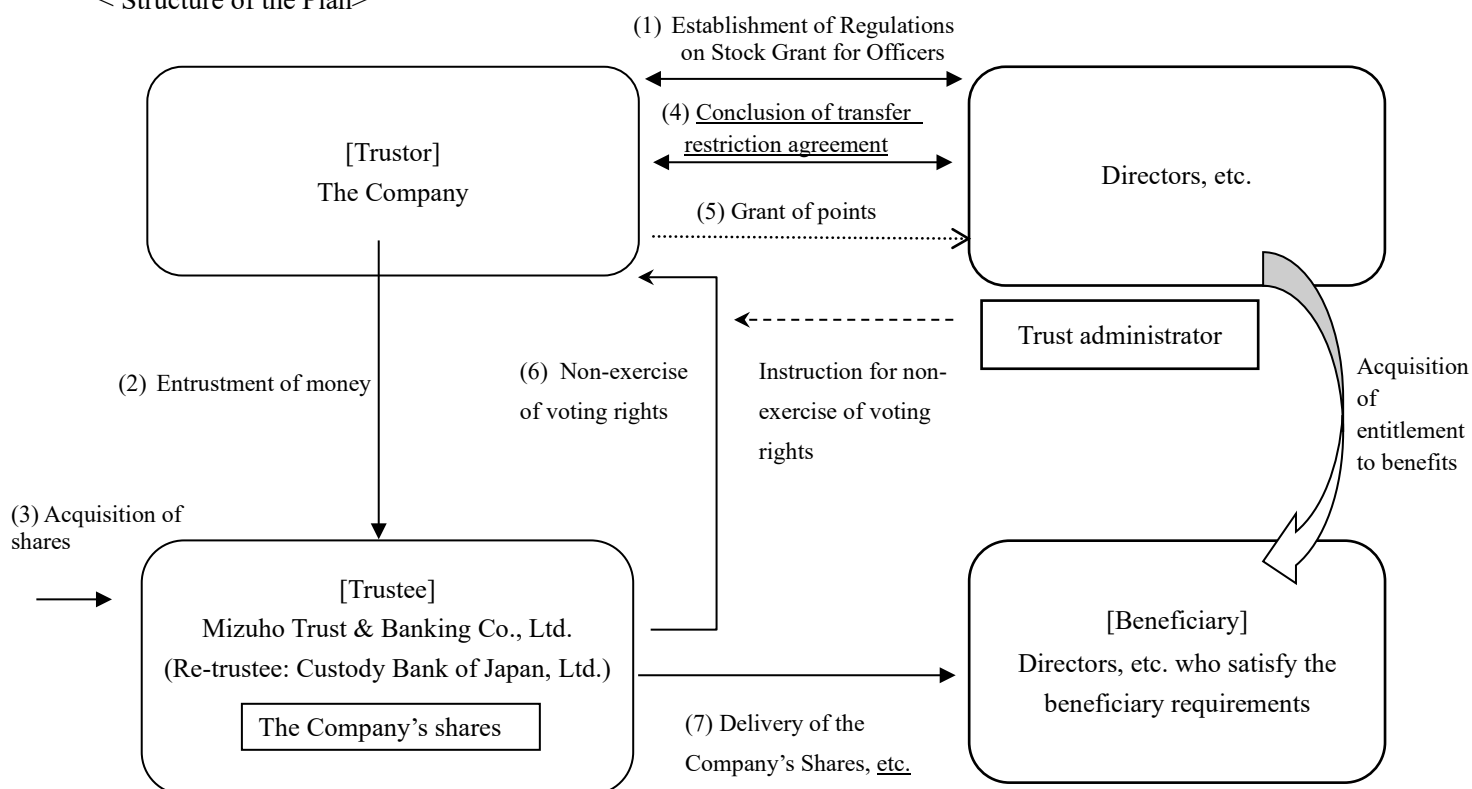 < Structure of the Plan>
(1) Establishment of Regulations
on Stock Grant for Officers
(4) Conclusion of transfer
restriction agreement
[Trustor]
The Company
Directors, etc.
(5) Grant of points
Trust administrator
(2) Entrustment of money
(6) Non-exercise
of voting rights
Instruction for non-
exercise of voting
rights
Acquisition
of
entitlement
to benefits
(3) Acquisition of
shares
[Trustee]
Mizuho Trust & Banking Co., Ltd.
(Re-trustee: Custody Bank of Japan, Ltd.)
The Company’s shares
[Beneficiary]
Directors, etc. who satisfy the
beneficiary requirements
(7) Delivery of the
Company’s Shares, etc.